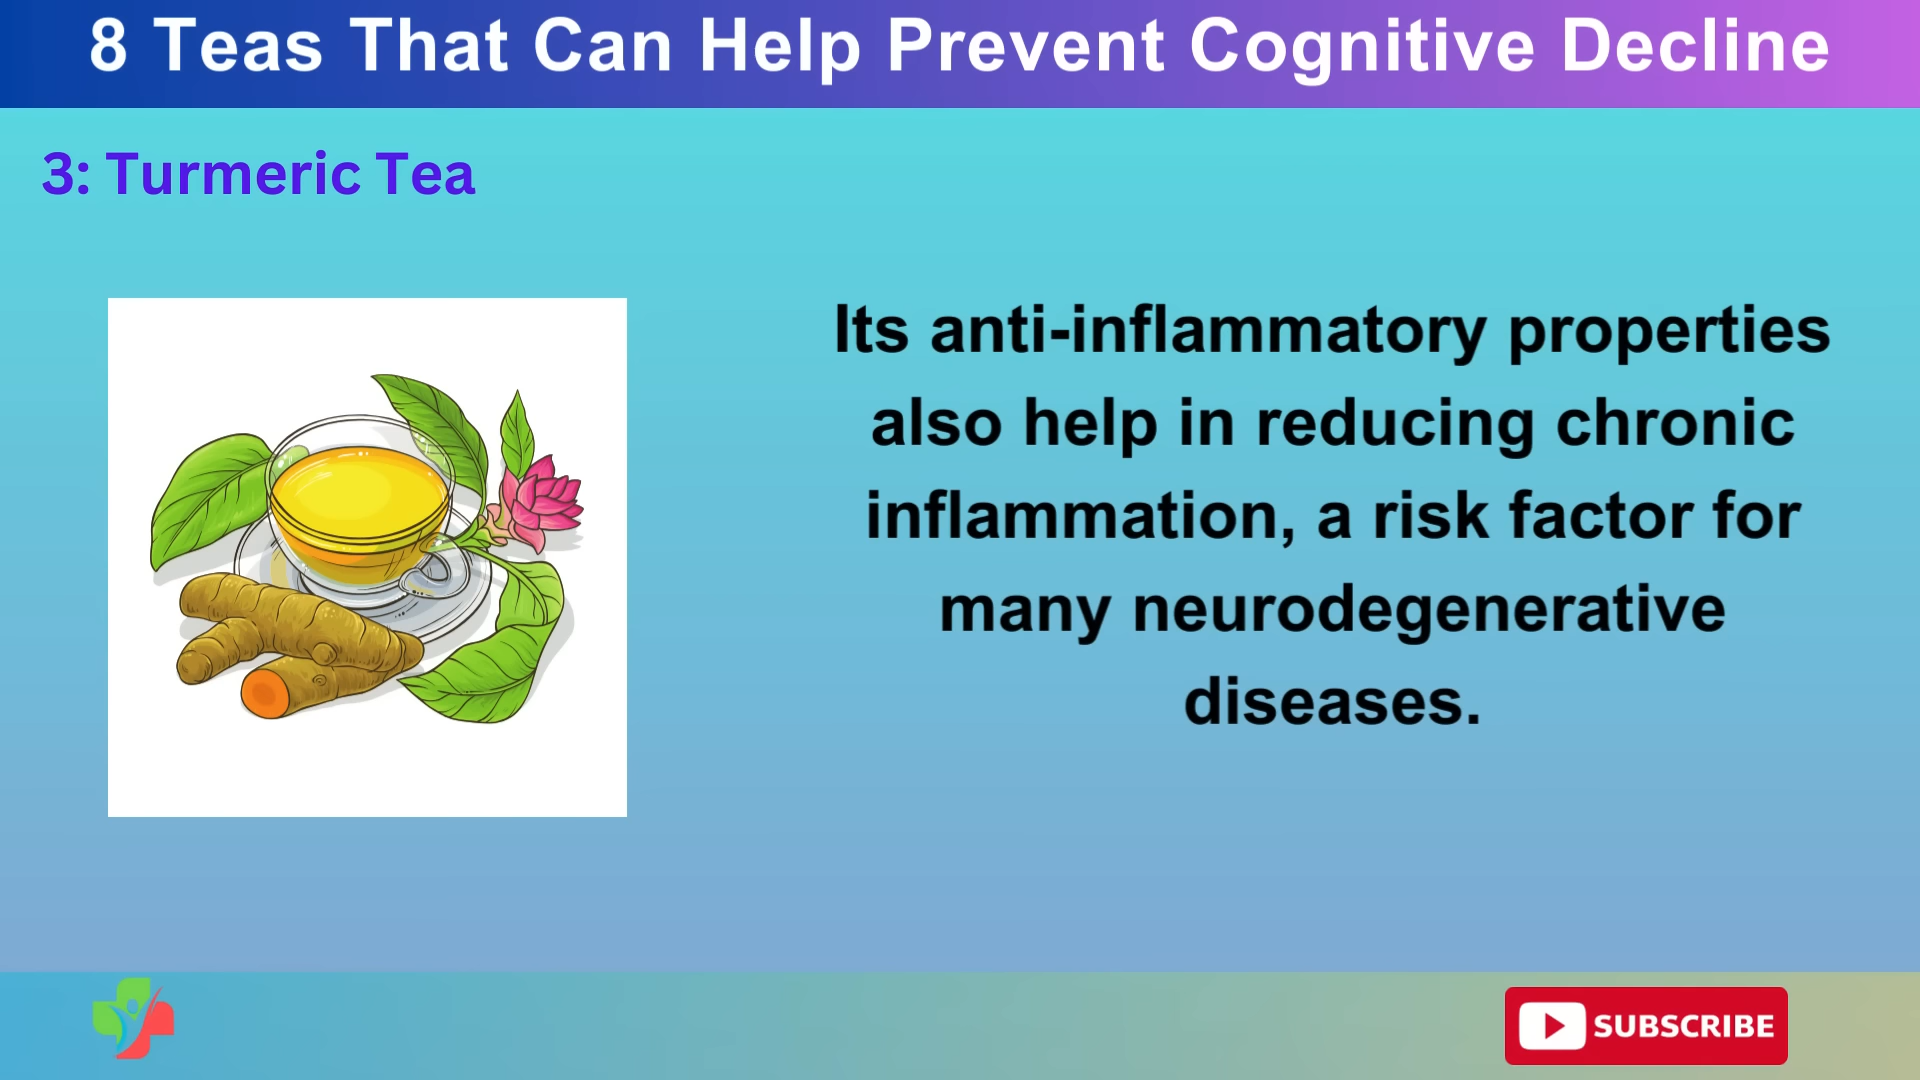 8 Teas That Can Help Prevent Cognitive Decline
3: Turmeric Tea
Its anti-inflammatory properties
also help in reducing chronic
inflammation, a risk factor for
many neurodegenerative
diseases.
SUBSCRIBE